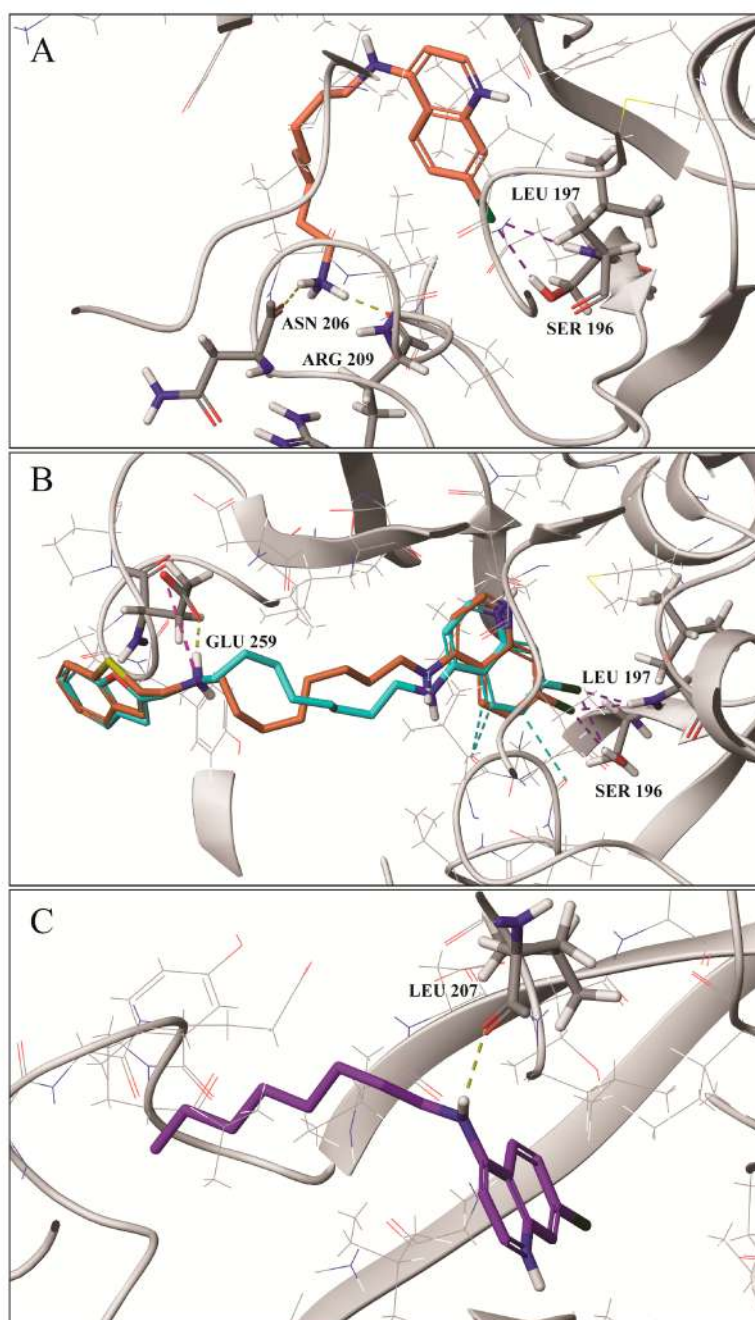 A
LEU 197
ASN 206
SER 196
ARG 209
B
GLU 259
LEU 197
SER 196
C
LEU 207